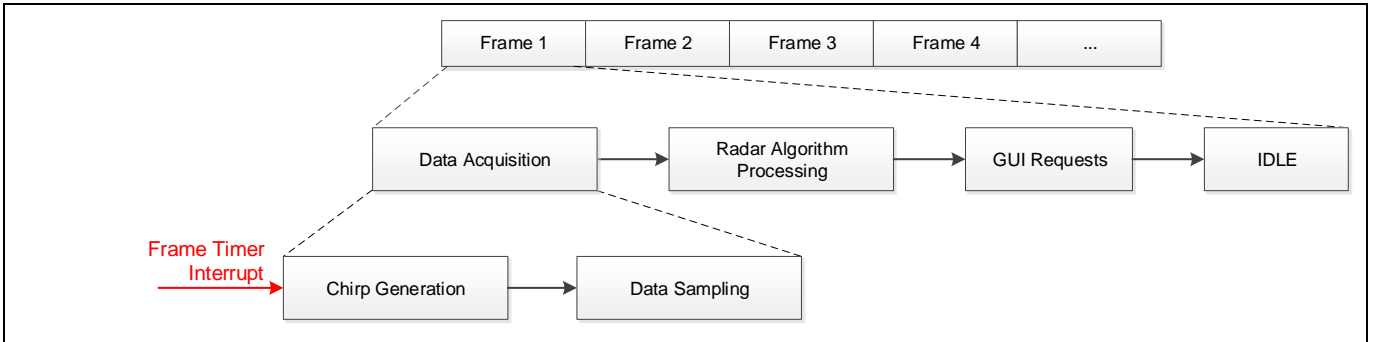 Frame 1
Frame 2
Frame 3
Frame 4
...
Data Acquisition
Radar Algorithm
Processing
GUI Requests
IDLE
Frame Timer
Interrupt
Chirp Generation
Data Sampling